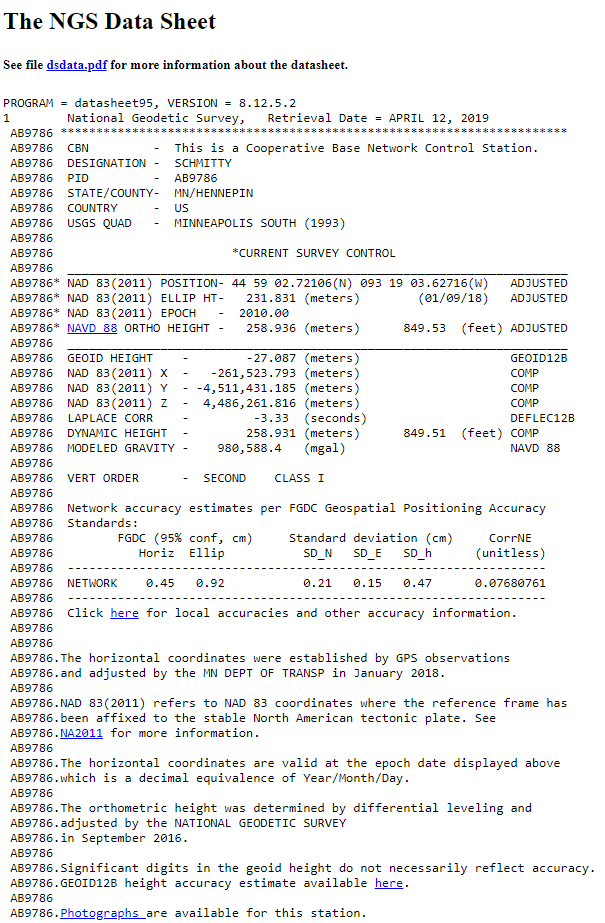 The NGS Data Sheet
See file dsdata.pdf for more information about the datasheet.
PROGRAM = datasheet95, VERSION = 8.12.5.2
1        National Geodetic Survey,   Retrieval Date = APRIL 12, 2019
 AB9786 ***********************************************************************
 AB9786  CBN         -  This is a Cooperative Base Network Control Station.
 AB9786  DESIGNATION -  SCHMITTY
 AB9786  PID         -  AB9786
 AB9786  STATE/COUNTY-  MN/HENNEPIN
 AB9786  COUNTRY     -  US
 AB9786  USGS QUAD   -  MINNEAPOLIS SOUTH (1993)
 AB9786
 AB9786                         *CURRENT SURVEY CONTROL
 AB9786  ______________________________________________________________________
 AB9786* NAD 83(2011) POSITION- 44 59 02.72106(N) 093 19 03.62716(W)   ADJUSTED
 AB9786* NAD 83(2011) ELLIP HT-   231.831 (meters)        (01/09/18)   ADJUSTED
 AB9786* NAD 83(2011) EPOCH   -  2010.00
 AB9786* NAVD 88 ORTHO HEIGHT -   258.936 (meters)      849.53  (feet) ADJUSTED
 AB9786  ______________________________________________________________________
 AB9786  GEOID HEIGHT    -        -27.087 (meters)                     GEOID12B
 AB9786  NAD 83(2011) X  -   -261,523.793 (meters)                     COMP
 AB9786  NAD 83(2011) Y  - -4,511,431.185 (meters)                     COMP
 AB9786  NAD 83(2011) Z  -  4,486,261.816 (meters)                     COMP
 AB9786  LAPLACE CORR    -         -3.33  (seconds)                    DEFLEC12B
 AB9786  DYNAMIC HEIGHT  -        258.931 (meters)      849.51  (feet) COMP
 AB9786  MODELED GRAVITY -    980,588.4   (mgal)                       NAVD 88
 AB9786
 AB9786  VERT ORDER      -  SECOND    CLASS I
 AB9786
 AB9786  Network accuracy estimates per FGDC Geospatial Positioning Accuracy
 AB9786  Standards:
 AB9786         FGDC (95% conf, cm)     Standard deviation (cm)     CorrNE
 AB9786            Horiz  Ellip           SD_N   SD_E   SD_h      (unitless)
 AB9786  -------------------------------------------------------------------
 AB9786  NETWORK    0.45   0.92           0.21   0.15   0.47      0.07680761
 AB9786  -------------------------------------------------------------------
 AB9786  Click here for local accuracies and other accuracy information.
 AB9786
 AB9786
 AB9786.The horizontal coordinates were established by GPS observations
 AB9786.and adjusted by the MN DEPT OF TRANSP in January 2018.
 AB9786
 AB9786.NAD 83(2011) refers to NAD 83 coordinates where the reference frame has
 AB9786.been affixed to the stable North American tectonic plate. See
 AB9786.NA2011 for more information.
 AB9786
 AB9786.The horizontal coordinates are valid at the epoch date displayed above
 AB9786.which is a decimal equivalence of Year/Month/Day.
 AB9786
 AB9786.The orthometric height was determined by differential leveling and
 AB9786.adjusted by the NATIONAL GEODETIC SURVEY
 AB9786.in September 2016.
 AB9786
 AB9786.Significant digits in the geoid height do not necessarily reflect accuracy.
 AB9786.GEOID12B height accuracy estimate available here.
 AB9786
 AB9786.Photographs are available for this station.